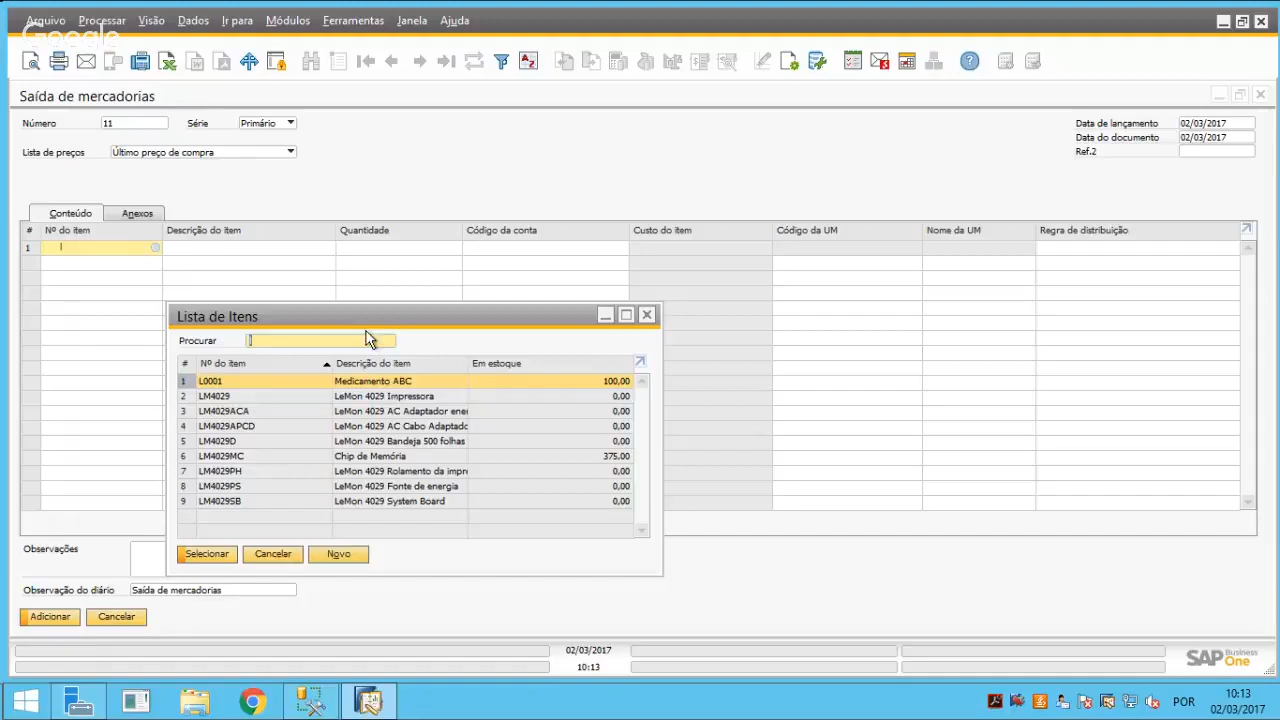 Arquivo Processar Visão Dados Ir para Módulos Ferramentas Janela Ajuda
Google
Saída de mercadorias
Número 11 Série Primário Data de lançamento 02/03/2017
Data do documento 02/03/2017
Lista de preços Último preço de compra Ref.2
Conteúdo Anexos
# Nº do item Descrição do item Quantidade Código da conta Custo do item Código da UM Nome da UM Regra de distribuição
1
Lista de Itens
Procurar
# Nº do item Descrição do item Em estoque
1 L0001 Medicamento ABC 100,00
2 LM4029 LeMon 4029 Impressora 0,00
3 LM4029ACA LeMon 4029 AC Adaptador ener 0,00
4 LM4029APCD LeMon 4029 AC Cabo Adaptado 0,00
5 LM4029D LeMon 4029 Bandeja 500 folhas 0,00
6 LM4029MC Chip de Memória 375,00
7 LM4029PH LeMon 4029 Rolamento da impre 0,00
8 LM4029PS LeMon 4029 Fonte de energia 0,00
9 LM4029SB LeMon 4029 System Board 0,00
Selecionar Cancelar Novo
Observações
Observação do diário Saída de mercadorias
Adicionar Cancelar
02/03/2017
10:13
SAP Business One
POR 10:13
02/03/2017